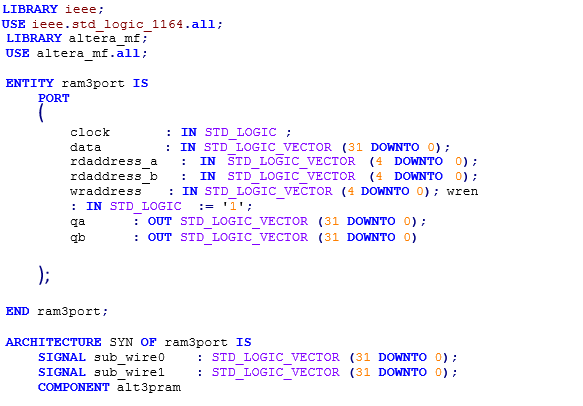 LIBRARY ieee;
USE ieee.std_logic_1164.all;
LIBRARY altera_mf;
USE altera_mf.all;
ENTITY ram3port IS
PORT
(
clock : IN STD_LOGIC ;
data : IN STD_LOGIC_VECTOR (31 DOWNTO 0);
rdaddress_a : IN STD_LOGIC_VECTOR (4 DOWNTO 0);
rdaddress_b : IN STD_LOGIC_VECTOR (4 DOWNTO 0);
wraddress : IN STD_LOGIC_VECTOR (4 DOWNTO 0); wren
: IN STD_LOGIC := '1';
qa : OUT STD_LOGIC_VECTOR (31 DOWNTO 0);
qb : OUT STD_LOGIC_VECTOR (31 DOWNTO 0)
);
END ram3port;
ARCHITECTURE SYN OF ram3port IS
SIGNAL sub_wire0 : STD_LOGIC_VECTOR (31 DOWNTO 0);
SIGNAL sub_wire1 : STD_LOGIC_VECTOR (31 DOWNTO 0);
COMPONENT alt3pram